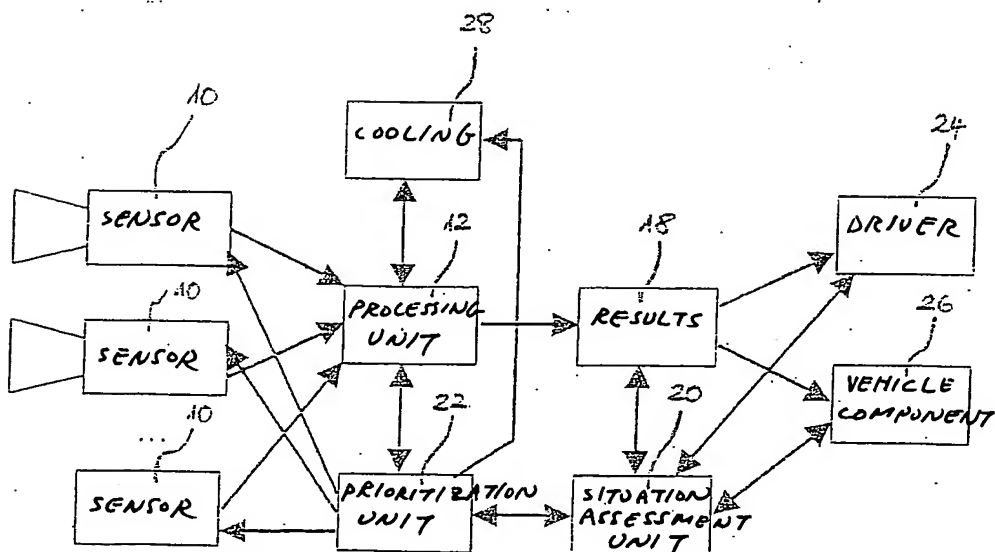 28
10
COOLING
24
SENSOR
12
18
DRIVER
10
PROCESSING
UNIT
RESULTS
26
SENSOR
VEHICLE
COMPONENT
10
22
20
...
SENSOR
PRIORITIZATION
UNIT
SITUATION
ASSESSMENT
UNIT